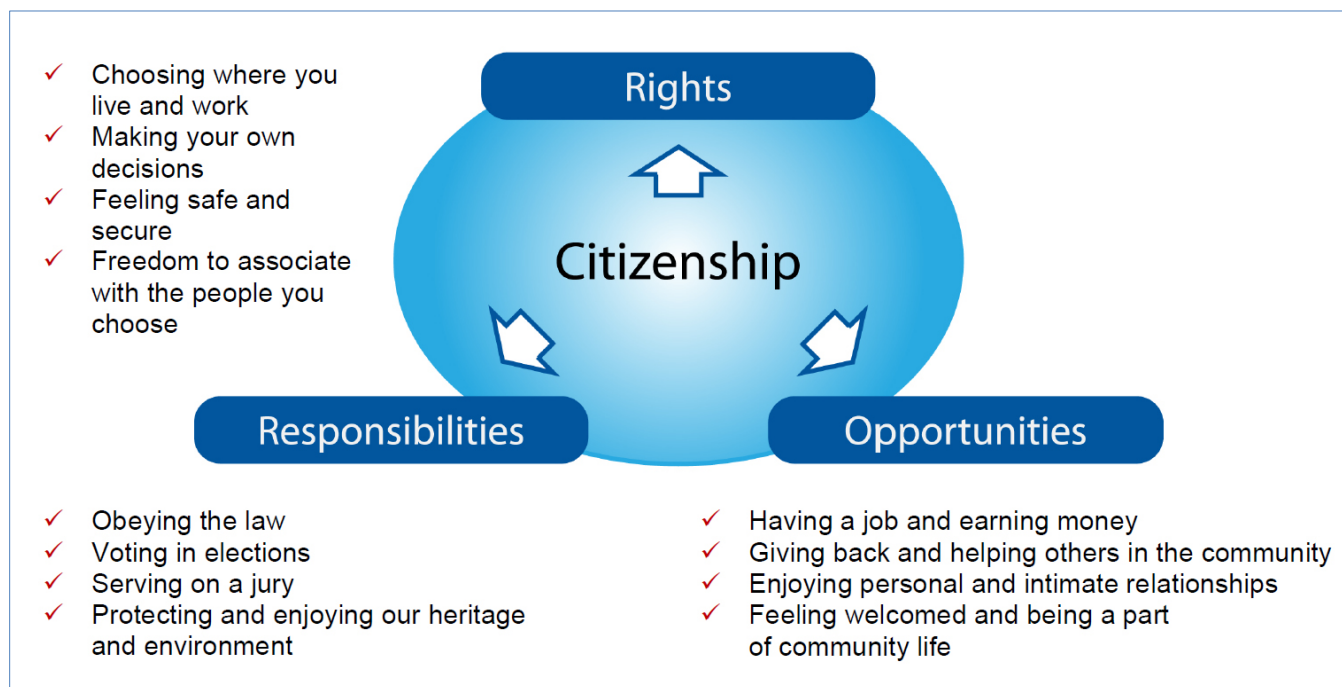 Rights
Choosing where you
live and work
Making your own
decisions
Feeling safe and
secure
Freedom to associate
with the people you
choose
Citizenship
Responsibilities
Obeying the law
Voting in elections
Serving on a jury
Protecting and enjoying our heritage
and environment
Opportunities
Having a job and earning money
Giving back and helping others in the community
Enjoying personal and intimate relationships
Feeling welcomed and being a part
of community life